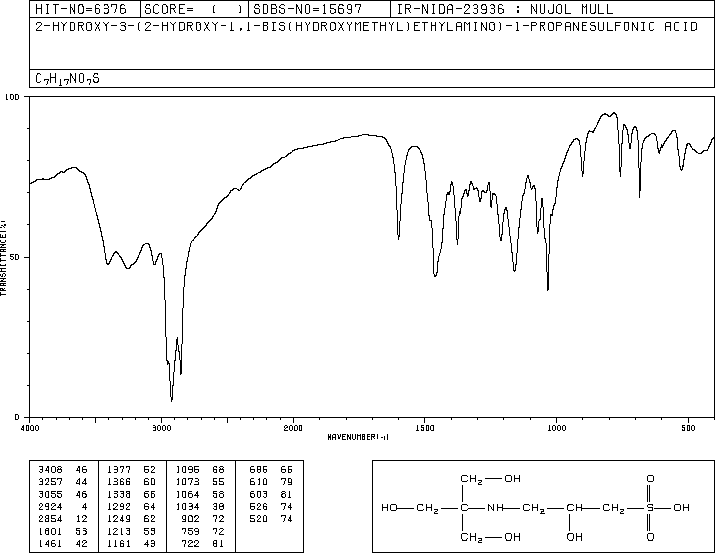 HIT-NO=6376 SCORE= ( ) SDBS-NO=15697 IR-NIDA-23936 : NUJOL MULL
2-HYDROXY-3-(2-HYDROXY-1,1-BIS(HYDROXYMETHYL)ETHYLAMINO)-1-PROPANESULFONIC ACID
C7H17NO7S
100
50
0
TRANSMITTANCE(%)
4000 3000 2000 1500 1000 500
WAVENUMBER(-1)
3408 46 1377 52 1096 68 686 66
3257 44 1366 60 1073 55 610 79
3055 46 1338 66 1064 58 603 81
2924 4 1292 64 1034 38 526 74
2854 12 1249 62 902 72 520 74
1601 53 1213 53 759 72
1461 42 1161 43 722 81
CH2 OH
HO CH2 C NH CH2 CH CH2 S OH
O
O
CH2 OH
OH